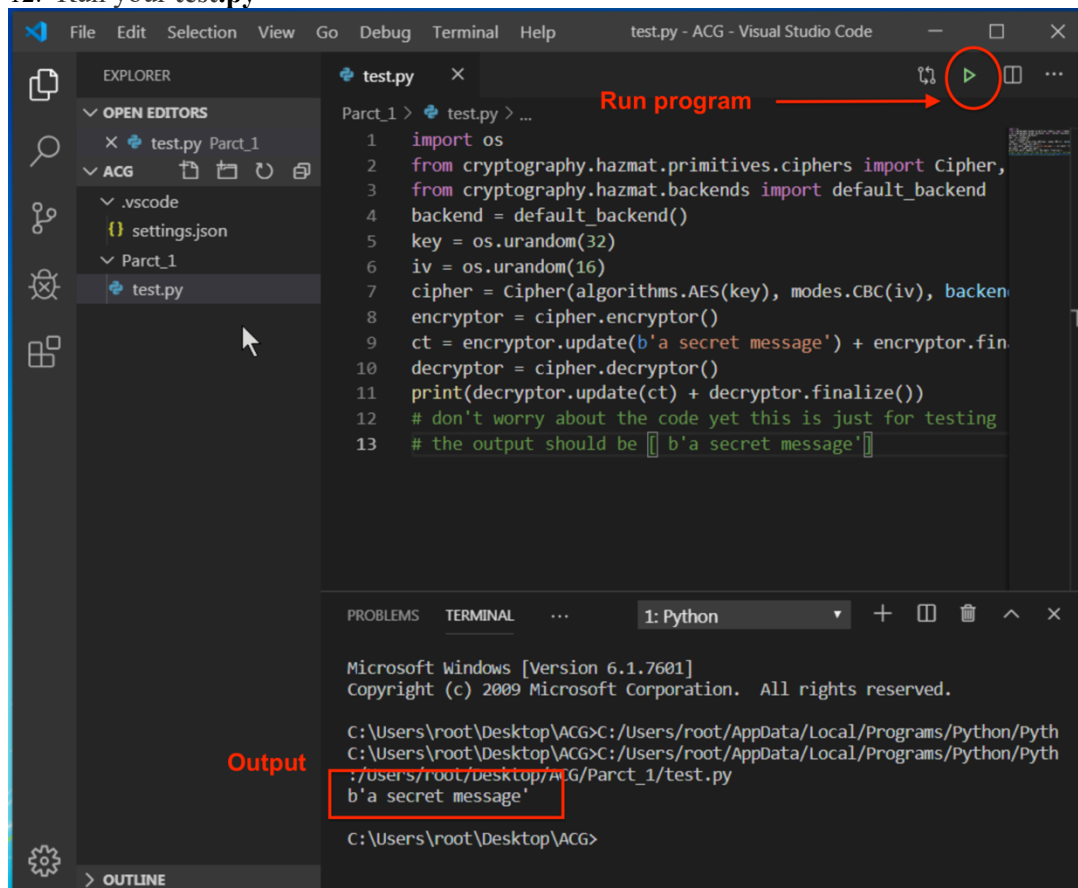 12. Run your test.py
File Edit Selection View Go Debug Terminal Help test.py - ACG - Visual Studio Code
EXPLORER
test.py
Run program
OPEN EDITORS
test.py Parct_1
Parct_1 > test.py > ...
ACG
.vscode
{} settings.json
Parct_1
test.py
1 import os
2 from cryptography.hazmat.primitives.ciphers import Cipher,
3 from cryptography.hazmat.backends import default_backend
4 backend = default_backend()
5 key = os.urandom(32)
6 iv = os.urandom(16)
7 cipher = Cipher(algorithms.AES(key), modes.CBC(iv), backen
8 encryptor = cipher.encryptor()
9 ct = encryptor.update(b'a secret message') + encryptor.fin
10 decryptor = cipher.decryptor()
11 print(decryptor.update(ct) + decryptor.finalize())
12 # don't worry about the code yet this is just for testing
13 # the output should be [ b'a secret message']
PROBLEMS TERMINAL ... 1: Python
Microsoft Windows [Version 6.1.7601]
Copyright (c) 2009 Microsoft Corporation. All rights reserved.
C:\Users\root\Desktop\ACG>C:/Users/root/AppData/Local/Programs/Python/Pyth
C:\Users\root\Desktop\ACG>C:/Users/root/AppData/Local/Programs/Python/Pyth
:/Users/root/Desktop/ACG/Parct_1/test.py
Output
b'a secret message'
C:\Users\root\Desktop\ACG>
OUTLINE